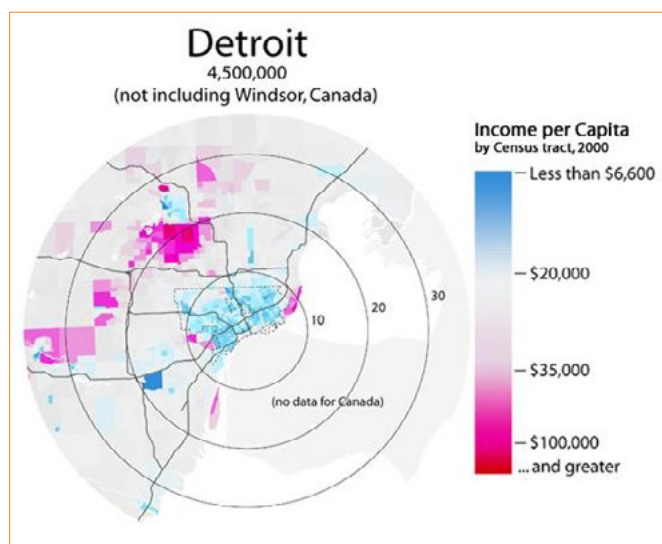 Detroit
4,500,000
(not including Windsor, Canada)
Income per Capita
by Census tract, 2000
Less than $6,600
$20,000
$35,000
$100,000
... and greater
10
20
30
(no data for Canada)